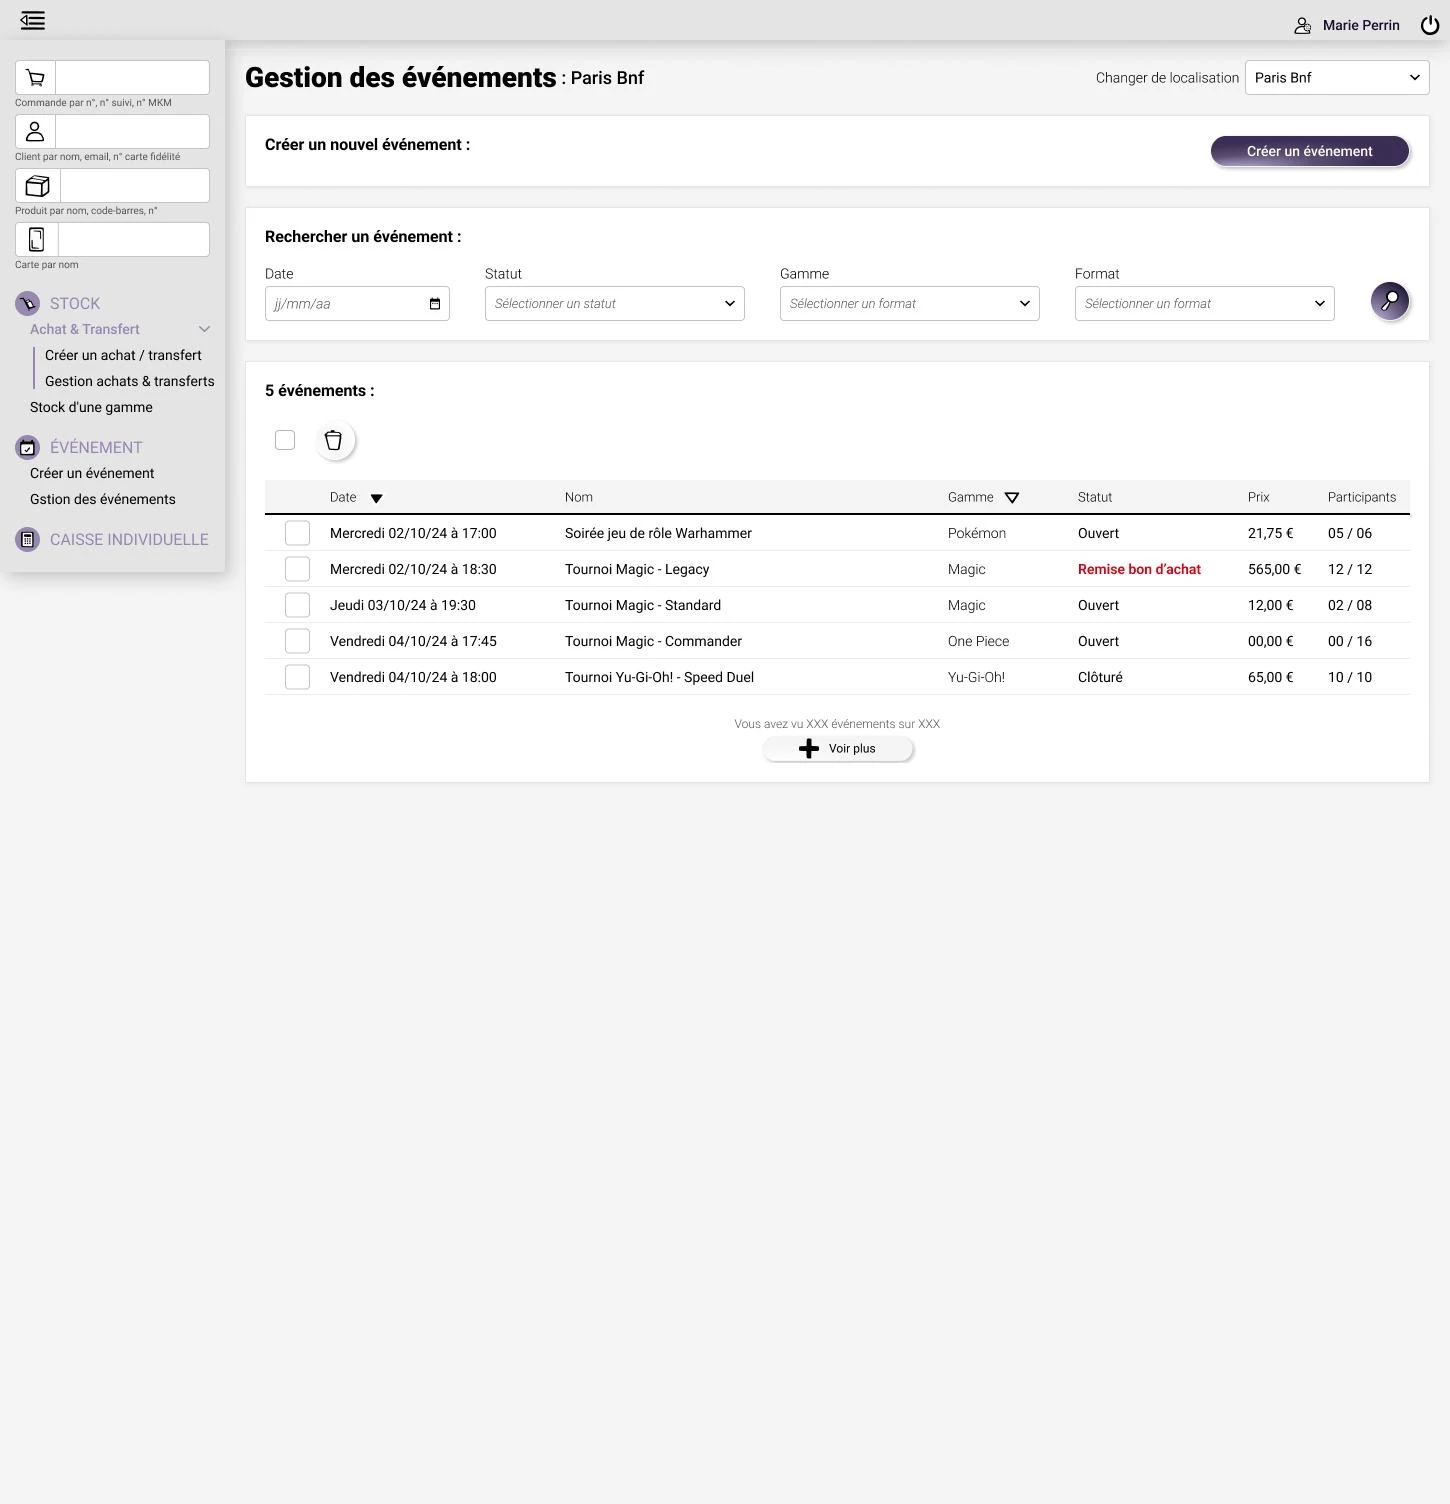 Marie Perrin
Commande par n°, n° suivi, n° MKM
Client par nom, email, n° carte fidélité
Produit par nom, code-barres, n°
Carte par nom
STOCK
Achat & Transfert
Créer un achat / transfert
Gestion achats & transferts
Stock d'une gamme
ÉVÉNEMENT
Créer un événement
Gstion des événements
CAISSE INDIVIDUELLE
Gestion des événements : Paris Bnf
Changer de localisation Paris Bnf
Créer un nouvel événement :
Créer un événement
Rechercher un événement :
Date Statut Gamme Format
jj/mm/aa Sélectionner un statut Sélectionner un format Sélectionner un format
5 événements :
Date Nom Gamme Statut Prix Participants
Mercredi 02/10/24 à 17:00 Soirée jeu de rôle Warhammer Pokémon Ouvert 21,75 € 05 / 06
Mercredi 02/10/24 à 18:30 Tournoi Magic - Legacy Magic Remise bon d’achat 565,00 € 12 / 12
Jeudi 03/10/24 à 19:30 Tournoi Magic - Standard Magic Ouvert 12,00 € 02 / 08
Vendredi 04/10/24 à 17:45 Tournoi Magic - Commander One Piece Ouvert 00,00 € 00 / 16
Vendredi 04/10/24 à 18:00 Tournoi Yu-Gi-Oh! - Speed Duel Yu-Gi-Oh! Clôturé 65,00 € 10 / 10
Vous avez vu XXX événements sur XXX
Voir plus